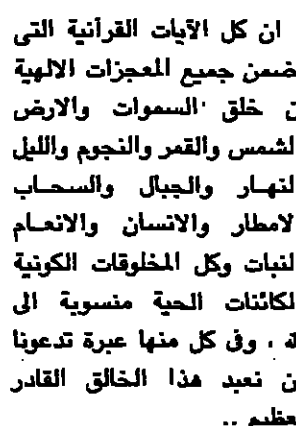 ان كل الآيات القرآنية التى
ضمن جميع المعجزات الالهية
ن خلق السموات والارض
لشمس والقمر والنجوم والليل
لنهار والجبال والسحاب
لامطار والانسان والانعام
لنبات وكل المخلوقات الكونية
لكائنات الحية منسوبة الى
له ، وفى كل منها عبرة تدعونا
ن نعبد هذا الخالق القادر
لعظيم ..